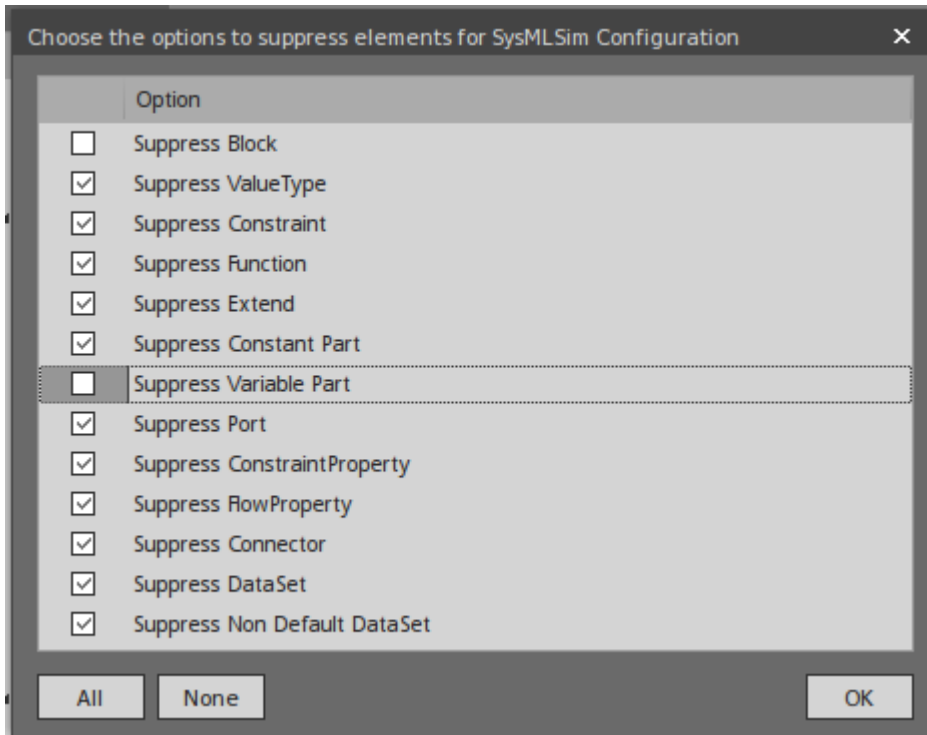 Choose the options to suppress elements for SysMLSim Configuration
Option
Suppress Block
Suppress ValueType
Suppress Constraint
Suppress Function
Suppress Extend
Suppress Constant Part
Suppress Variable Part
Suppress Port
Suppress ConstraintProperty
Suppress FlowProperty
Suppress Connector
Suppress DataSet
Suppress Non Default DataSet
All None OK